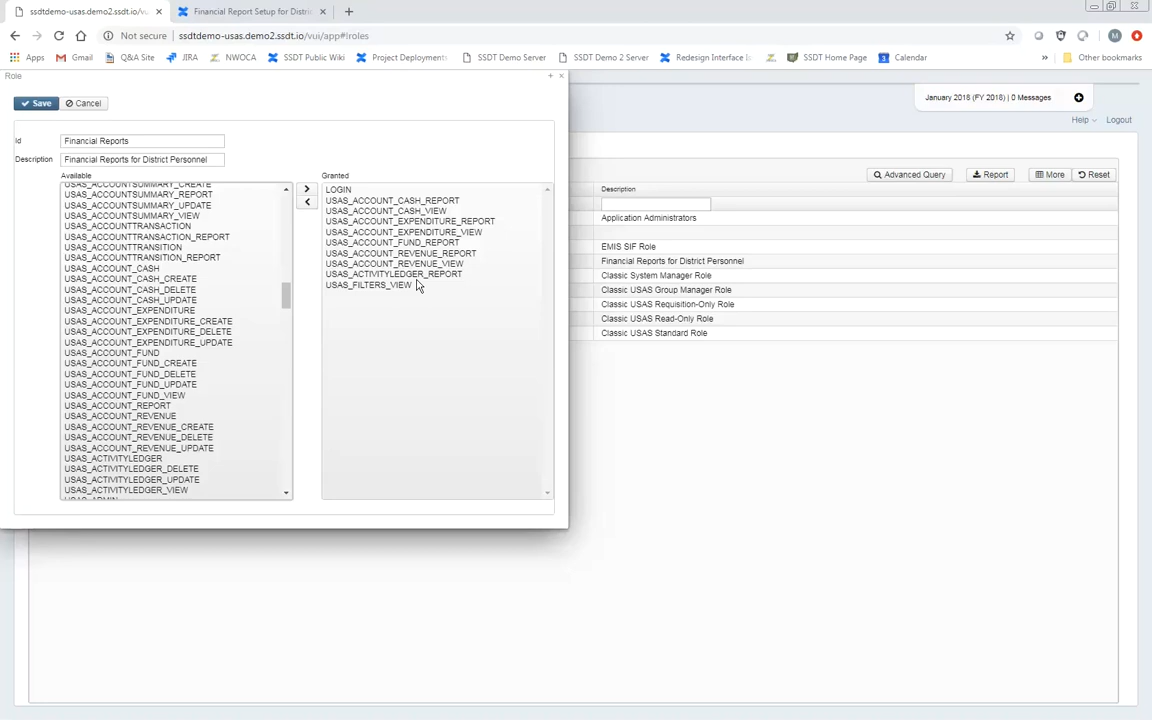 ssdtdemo-usas.demo2.ssdt.io/vu
Financial Report Setup for Distri
Not secure
ssdtdemo-usas.demo2.ssdt.io/vui/app#!roles
M
Apps
Gmail
Q&A Site
JIRA
NWOCA
SSDT Public Wiki
Project Deployments
SSDT Demo Server
SSDT Demo 2 Server
Redesign Interface Is
SSDT Home Page
Calendar
Other bookmarks
Role
January 2018 (FY 2018) | 0 Messages
Help
Logout
Save
Cancel
Id
Financial Reports
Description
Financial Reports for District Personnel
Available
USAS_ACCOUNTSUMMARY_CREATE
USAS_ACCOUNTSUMMARY_REPORT
USAS_ACCOUNTSUMMARY_UPDATE
USAS_ACCOUNTSUMMARY_VIEW
USAS_ACCOUNTTRANSACTION
USAS_ACCOUNTTRANSACTION_REPORT
USAS_ACCOUNTTRANSITION
USAS_ACCOUNTTRANSITION_REPORT
USAS_ACCOUNT_CASH
USAS_ACCOUNT_CASH_CREATE
USAS_ACCOUNT_CASH_DELETE
USAS_ACCOUNT_CASH_UPDATE
USAS_ACCOUNT_EXPENDITURE
USAS_ACCOUNT_EXPENDITURE_CREATE
USAS_ACCOUNT_EXPENDITURE_DELETE
USAS_ACCOUNT_EXPENDITURE_UPDATE
USAS_ACCOUNT_FUND
USAS_ACCOUNT_FUND_CREATE
USAS_ACCOUNT_FUND_DELETE
USAS_ACCOUNT_FUND_UPDATE
USAS_ACCOUNT_FUND_VIEW
USAS_ACCOUNT_REPORT
USAS_ACCOUNT_REVENUE
USAS_ACCOUNT_REVENUE_CREATE
USAS_ACCOUNT_REVENUE_DELETE
USAS_ACCOUNT_REVENUE_UPDATE
USAS_ACTIVITYLEDGER
USAS_ACTIVITYLEDGER_DELETE
USAS_ACTIVITYLEDGER_UPDATE
USAS_ACTIVITYLEDGER_VIEW
Granted
LOGIN
USAS_ACCOUNT_CASH_REPORT
USAS_ACCOUNT_CASH_VIEW
USAS_ACCOUNT_EXPENDITURE_REPORT
USAS_ACCOUNT_EXPENDITURE_VIEW
USAS_ACCOUNT_FUND_REPORT
USAS_ACCOUNT_REVENUE_REPORT
USAS_ACCOUNT_REVENUE_VIEW
USAS_ACTIVITYLEDGER_REPORT
USAS_FILTERS_VIEW
Advanced Query
Report
More
Reset
Description
Application Administrators
EMIS SIF Role
Financial Reports for District Personnel
Classic System Manager Role
Classic USAS Group Manager Role
Classic USAS Requisition-Only Role
Classic USAS Read-Only Role
Classic USAS Standard Role